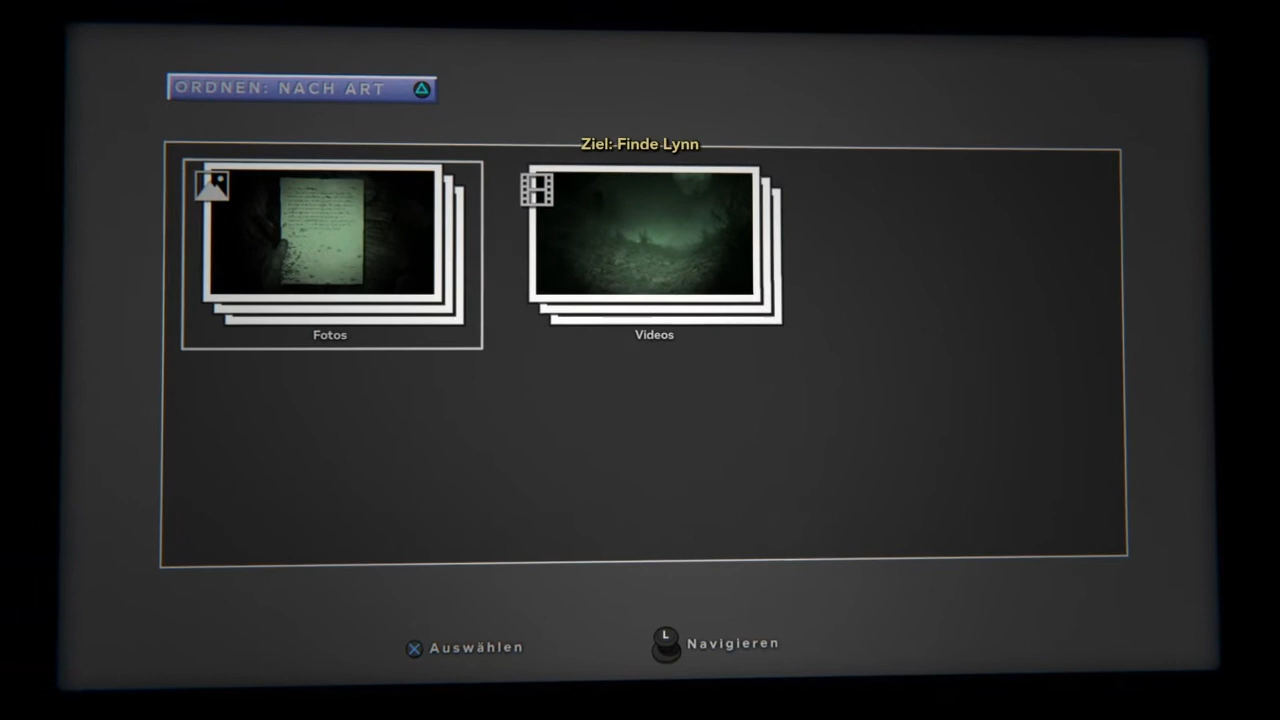 ORDNEN: NACH ART
Ziel: Finde Lynn
Fotos
Videos
Auswählen
L
Navigieren